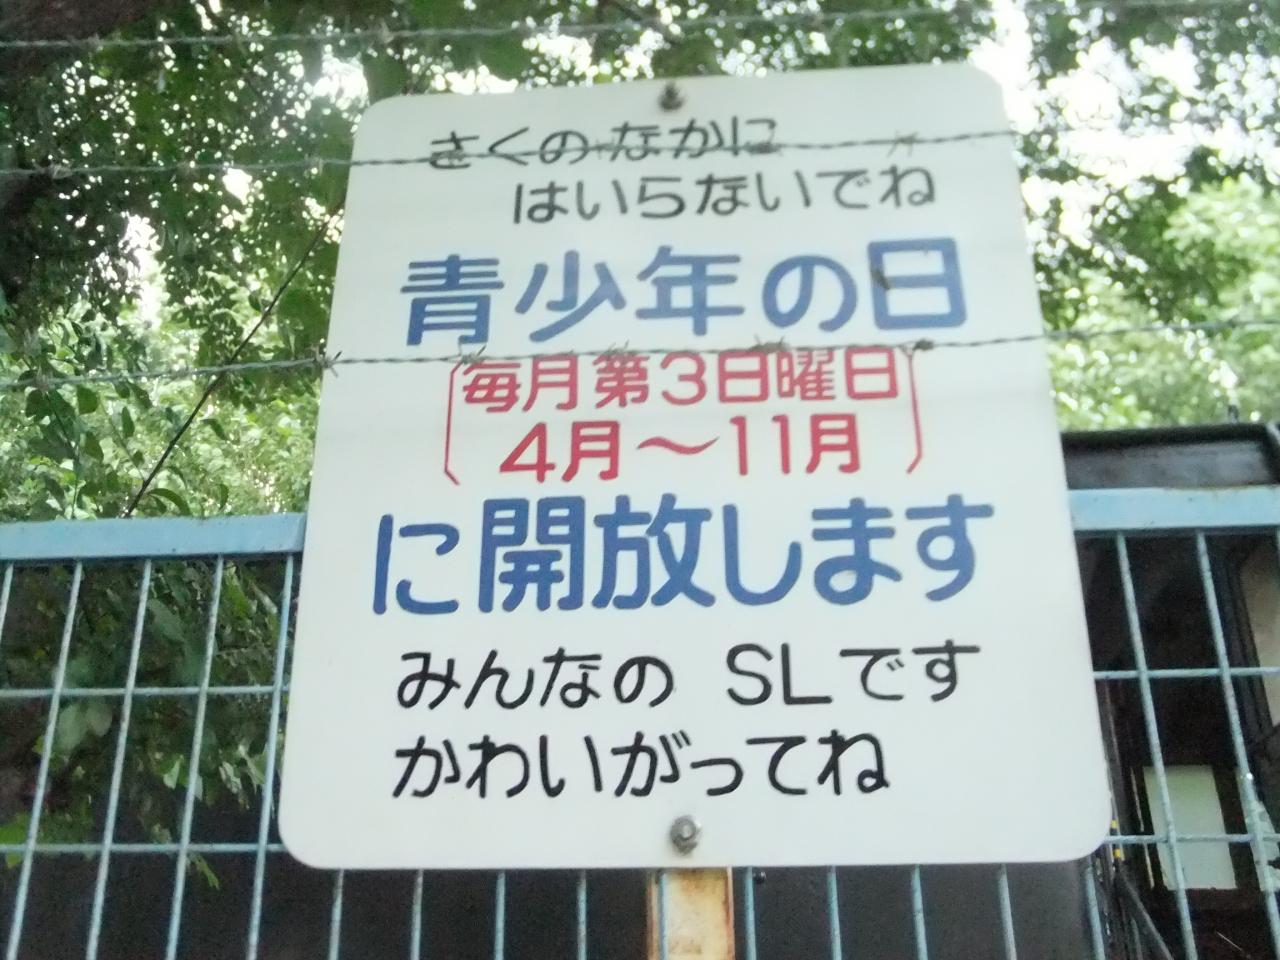 さくのなかに
はいらないでね
青少年の日
毎月第3日曜日
4月〜11月
に開放します
みんなの SLです
かわいがってね